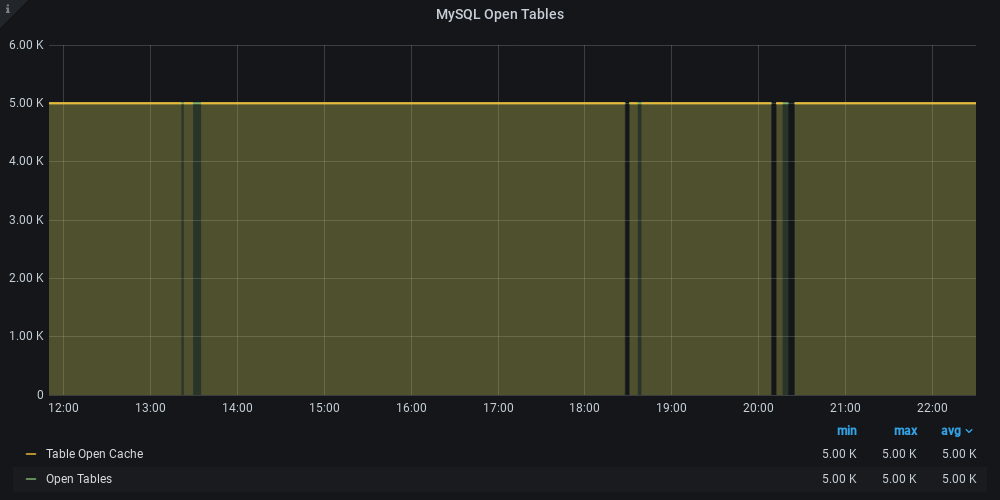 i
MySQL Open Tables
6.00 K
5.00 K
4.00 K
3.00 K
2.00 K
1.00 K
0
12:00 13:00 14:00 15:00 16:00 17:00 18:00 19:00 20:00 21:00 22:00
min max avg
Table Open Cache 5.00 K 5.00 K 5.00 K
Open Tables 5.00 K 5.00 K 5.00 K